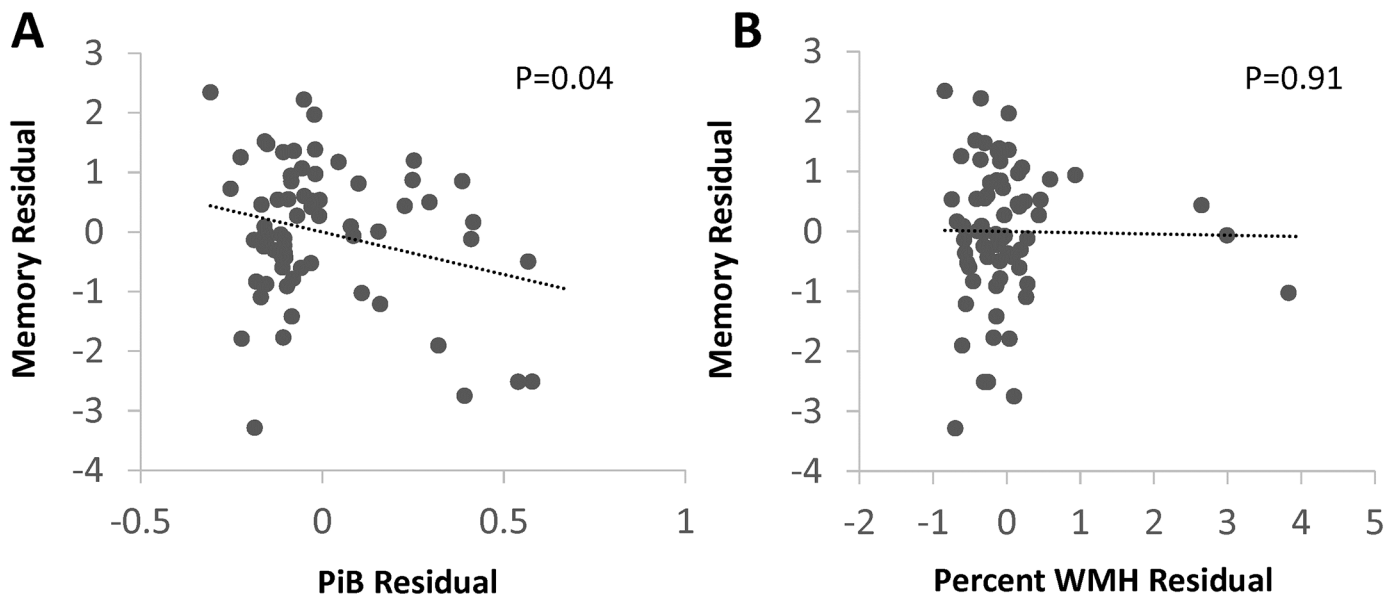 A
P=0.04
Memory Residual
3
2
1
0
-1
-2
-3
-4
-0.5 0 0.5 1
PiB Residual
B
P=0.91
Memory Residual
3
2
1
0
-1
-2
-3
-4
-2 -1 0 1 2 3 4 5
Percent WMH Residual